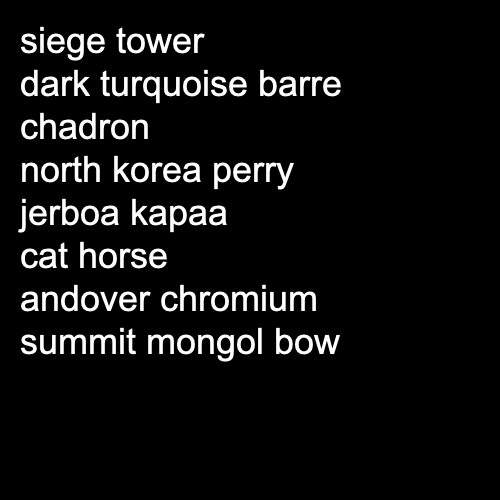 siege tower
dark turquoise barre
chadron
north korea perry
jerboa kapaa
cat horse
andover chromium
summit mongol bow